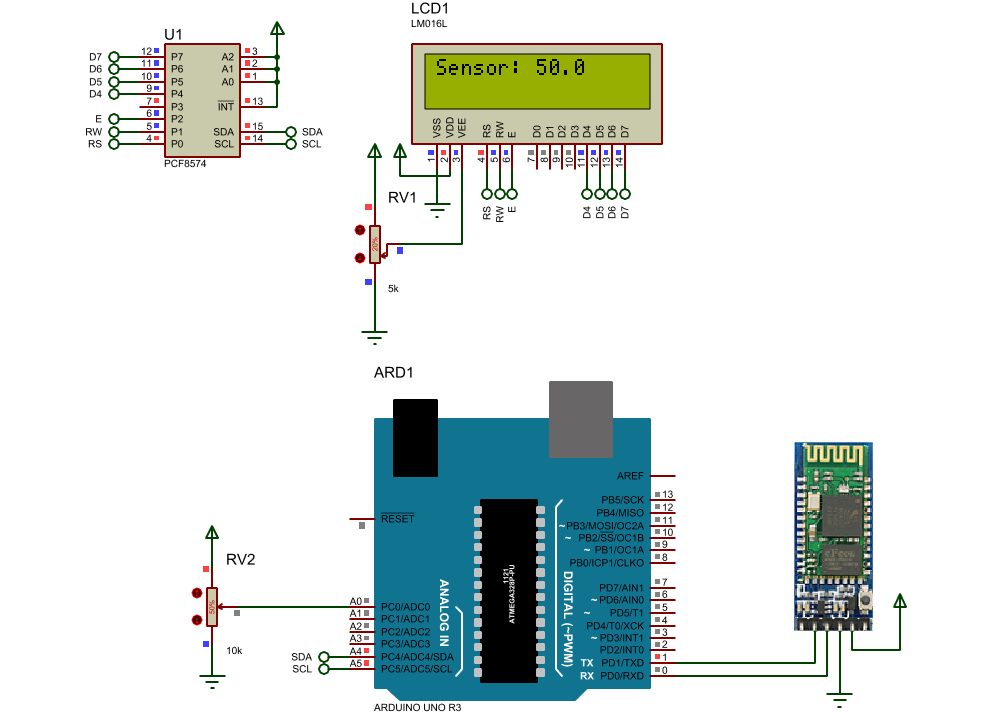 LCD1
LM016L
Sensor: 50.0
VSS
VDD
VEE
RS
RW
E
D0
D1
D2
D3
D4
D5
D6
D7
1
2
3
4
5
6
7
8
9
10
11
12
13
14
RS
RW
E
D4
D5
D6
D7
U1
D7 12 P7 A2 3
D6 11 P6 A1 2
D5 10 P5 A0 1
D4 9 P4
7 P3 INT 13
E 6 P2
RW 5 P1 SDA 15 SDA
RS 4 P0 SCL 14 SCL
PCF8574
RV1
20%
5k
ARD1
AREF
RESET
PB5/SCK 13
PB4/MISO 12
~PB3/MOSI/OC2A 11
~ PB2/SS/OC1B 10
~ PB1/OC1A 9
PB0/ICP1/CLKO 8
PD7/AIN1 7
~PD6/AIN0 6
~ PD5/T1 5
PD4/T0/XCK 4
~PD3/INT1 3
PD2/INT0 2
TX PD1/TXD 1
RX PD0/RXD 0
DIGITAL (~PWM)
ANALOG IN
1121
ATMEGA328P-PU
A0 PC0/ADC0
A1 PC1/ADC1
A2 PC2/ADC2
A3 PC3/ADC3
SDA A4 PC4/ADC4/SDA
SCL A5 PC5/ADC5/SCL
ARDUINO UNO R3
RV2
50%
10k